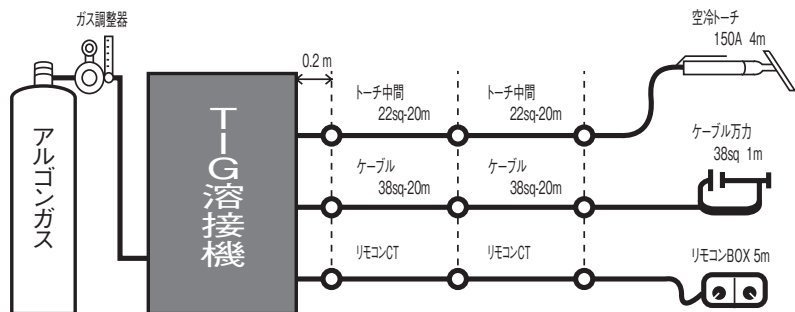 ガス調整器
アルゴンガス
TIG溶接機
0.2 m
トーチ中間
22sq-20m
トーチ中間
22sq-20m
空冷トーチ
150A 4m
ケーブル
38sq-20m
ケーブル
38sq-20m
ケーブル万力
38sq 1m
リモコンCT
リモコンCT
リモコンBOX 5m